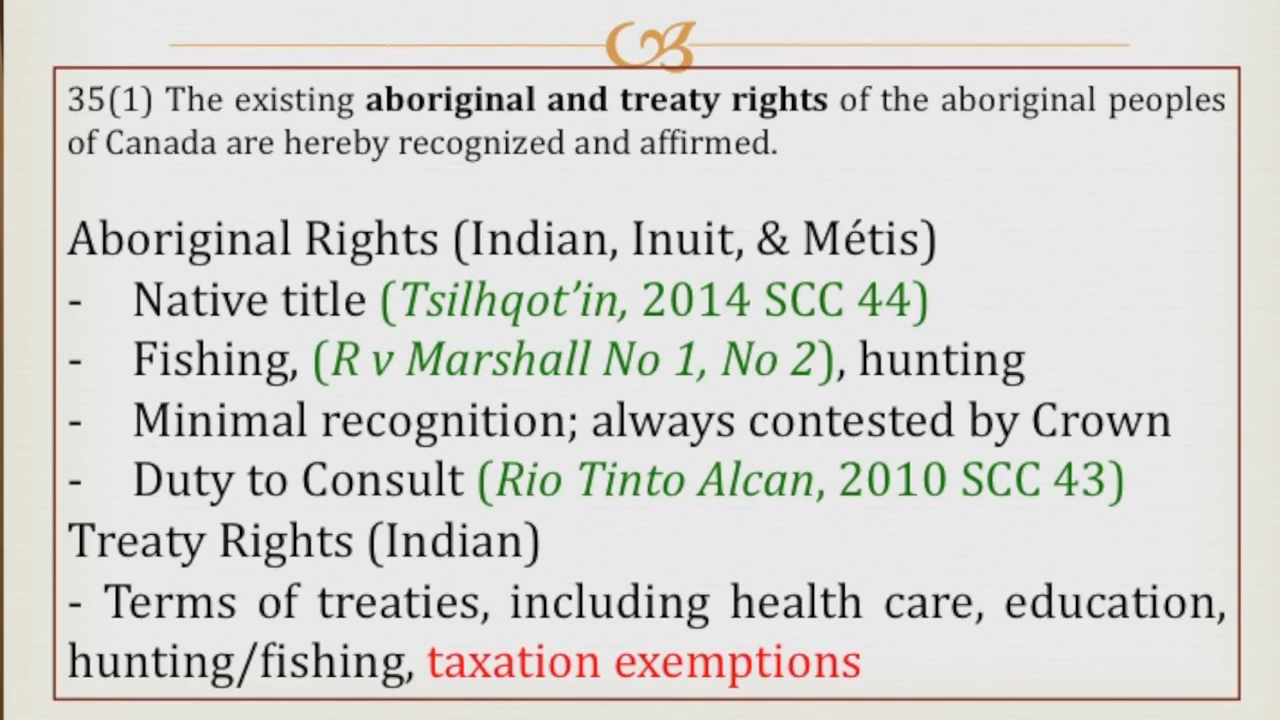 35(1) The existing aboriginal and treaty rights of the aboriginal peoples
of Canada are hereby recognized and affirmed.
Aboriginal Rights (Indian, Inuit, & Métis)
- Native title (Tsilhqot’in, 2014 SCC 44)
- Fishing, (R v Marshall No 1, No 2), hunting
- Minimal recognition; always contested by Crown
- Duty to Consult (Rio Tinto Alcan, 2010 SCC 43)
Treaty Rights (Indian)
- Terms of treaties, including health care, education,
hunting/fishing, taxation exemptions